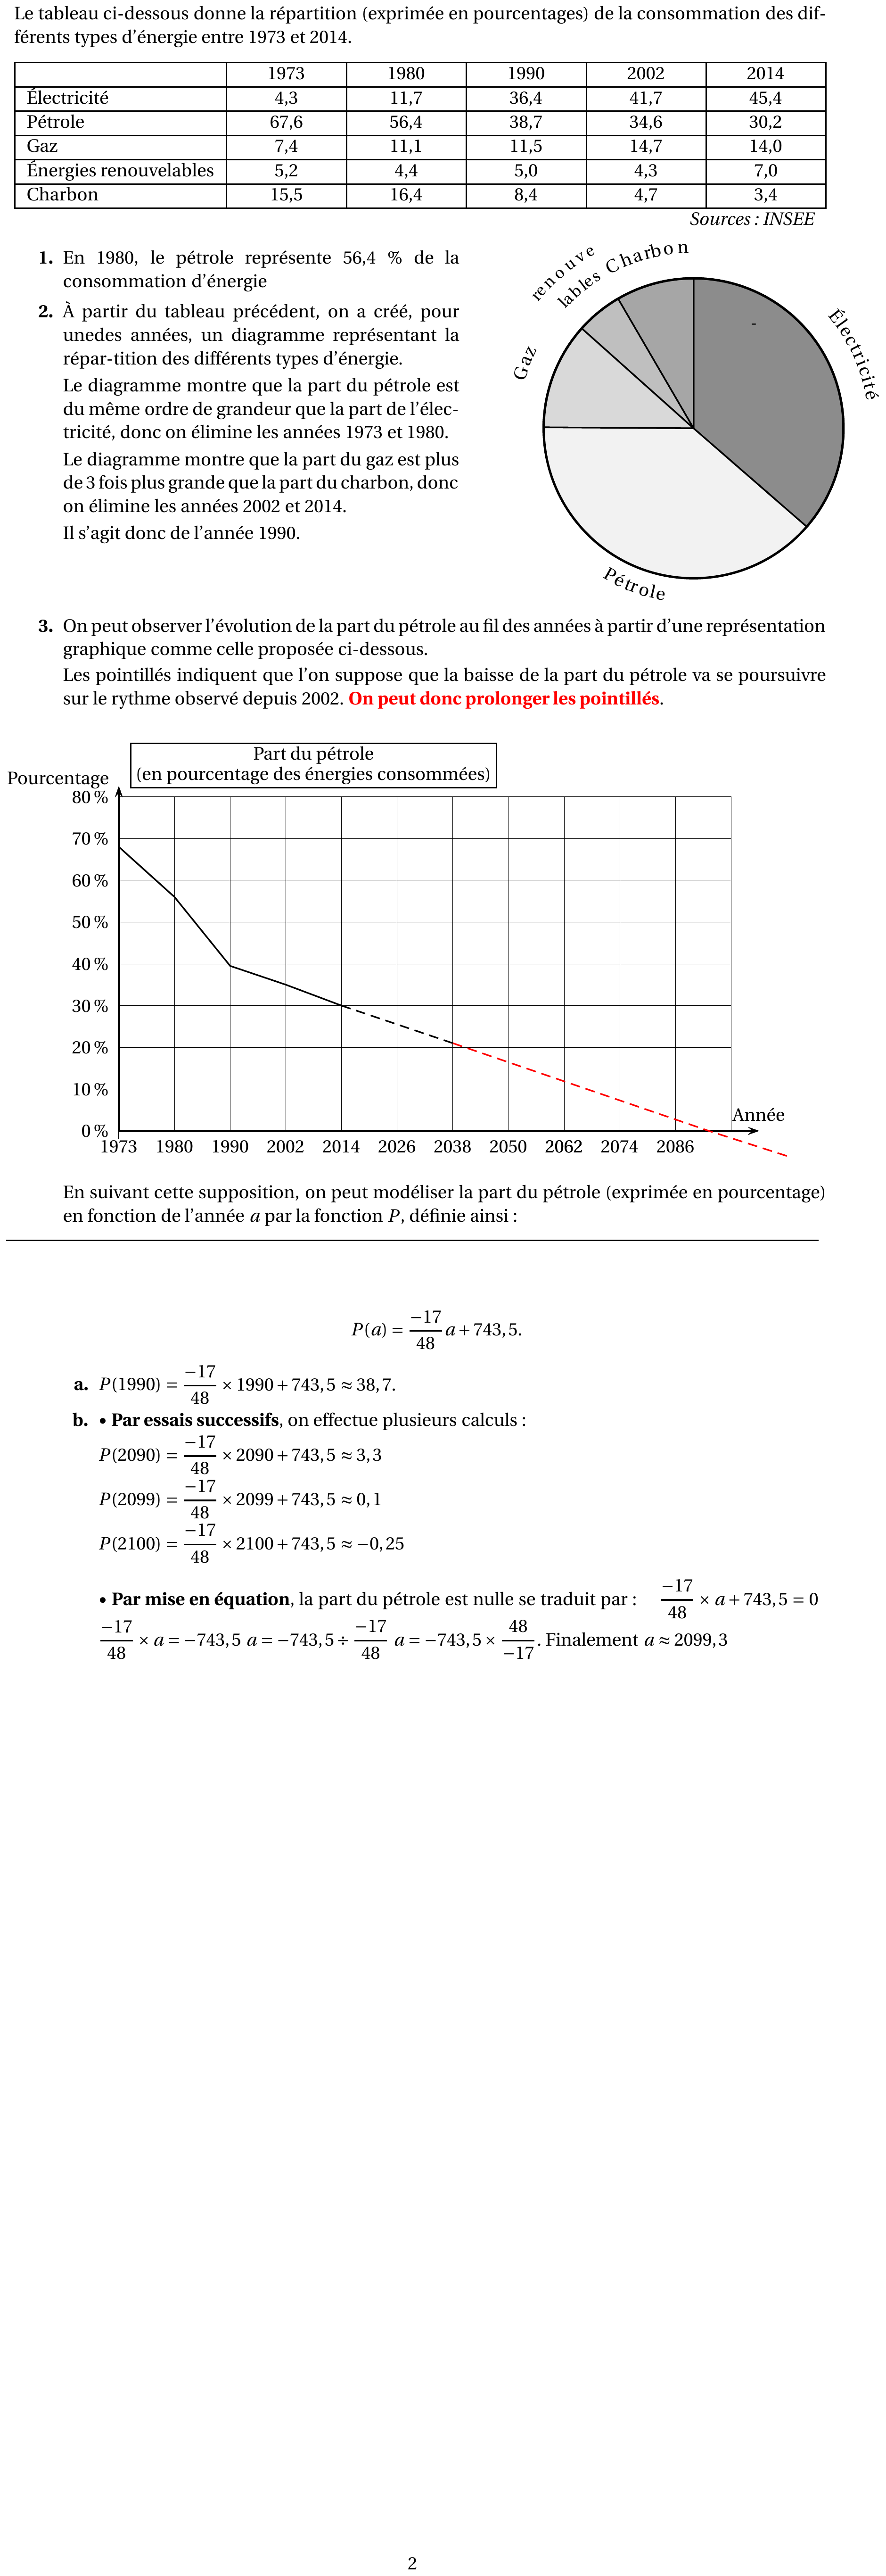 Le tableau ci-dessous donne la répartition (exprimée en pourcentages) de la consommation des dif-
férents types d'énergie entre 1973 et 2014.
1973 1980 1990 2002 2014
Électricité 4,3 11,7 36,4 41,7 45,4
Pétrole 67,6 56,4 38,7 34,6 30,2
Gaz 7,4 11,1 11,5 14,7 14,0
Énergies renouvelables 5,2 4,4 5,0 4,3 7,0
Charbon 15,5 16,4 8,4 4,7 3,4
Sources : INSEE
1. En 1980, le pétrole représente 56,4 % de la
consommation d'énergie
2. À partir du tableau précédent, on a créé, pour
unedes années, un diagramme représentant la
répar-tition des différents types d'énergie.
Le diagramme montre que la part du pétrole est
du même ordre de grandeur que la part de l'élec-
tricité, donc on élimine les années 1973 et 1980.
Le diagramme montre que la part du gaz est plus
de 3 fois plus grande que la part du charbon, donc
on élimine les années 2002 et 2014.
Il s'agit donc de l'année 1990.
renouve
lables
Charbon
Électricité
Gaz
Pétrole
-
3. On peut observer l'évolution de la part du pétrole au fil des années à partir d'une représentation
graphique comme celle proposée ci-dessous.
Les pointillés indiquent que l'on suppose que la baisse de la part du pétrole va se poursuivre
sur le rythme observé depuis 2002. On peut donc prolonger les pointillés.
Part du pétrole
(en pourcentage des énergies consommées)
Pourcentage
80 %
70 %
60 %
50 %
40 %
30 %
20 %
10 %
0 %
Année
1973 1980 1990 2002 2014 2026 2038 2050 2062 2074 2086
En suivant cette supposition, on peut modéliser la part du pétrole (exprimée en pourcentage)
en fonction de l'année a par la fonction P, définie ainsi :
P(a) = −17/48 a + 743,5.
a. P(1990) = −17/48 × 1990 + 743,5 ≈ 38,7.
b. • Par essais successifs, on effectue plusieurs calculs :
P(2090) = −17/48 × 2090 + 743,5 ≈ 3,3
P(2099) = −17/48 × 2099 + 743,5 ≈ 0,1
P(2100) = −17/48 × 2100 + 743,5 ≈ −0,25
• Par mise en équation, la part du pétrole est nulle se traduit par : −17/48 × a + 743,5 = 0
−17/48 × a = −743,5 a = −743,5 ÷ −17/48 a = −743,5 × 48/−17. Finalement a ≈ 2099,3
2